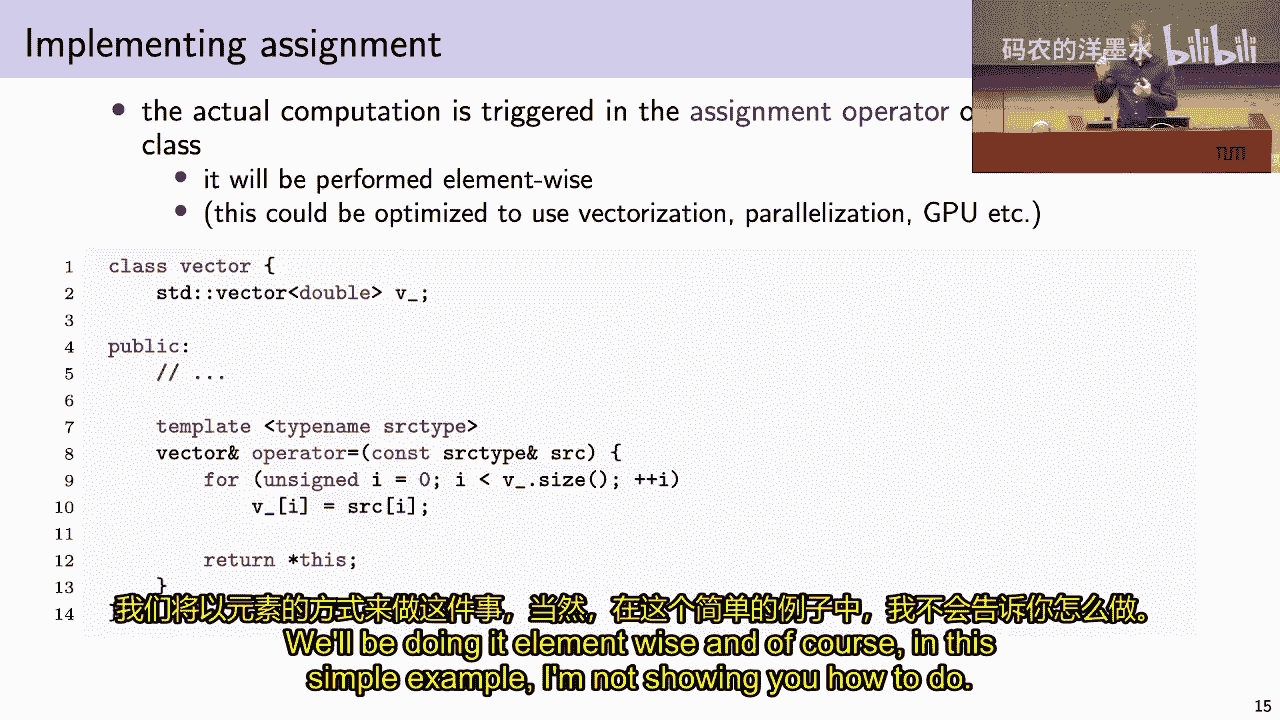 Implementing assignment
码农的洋墨水 bilibili
• the actual computation is triggered in the assignment operator
class
• it will be performed element-wise
• (this could be optimized to use vectorization, parallelization, GPU etc.)
1 class vector {
2 std::vector<double> v_;
3
4 public:
5 // ...
6
7 template <typename srctype>
8 vector& operator=(const srctype& src) {
9 for (unsigned i = 0; i < v_.size(); ++i)
10 v_[i] = src[i];
11
12 return *this;
13 }
14
我们将以元素的方式来做这件事，当然，在这个简单的例子中，我不会告诉你怎么做。
We'll be doing it element wise and of course, in this
simple example, I'm not showing you how to do.
15